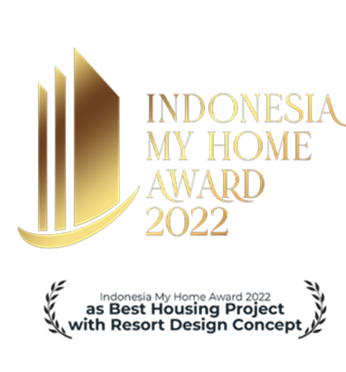 INDONESIA
MY HOME
AWARD
2022
Indonesia My Home Award 2022
as Best Housing Project
with Resort Design Concept